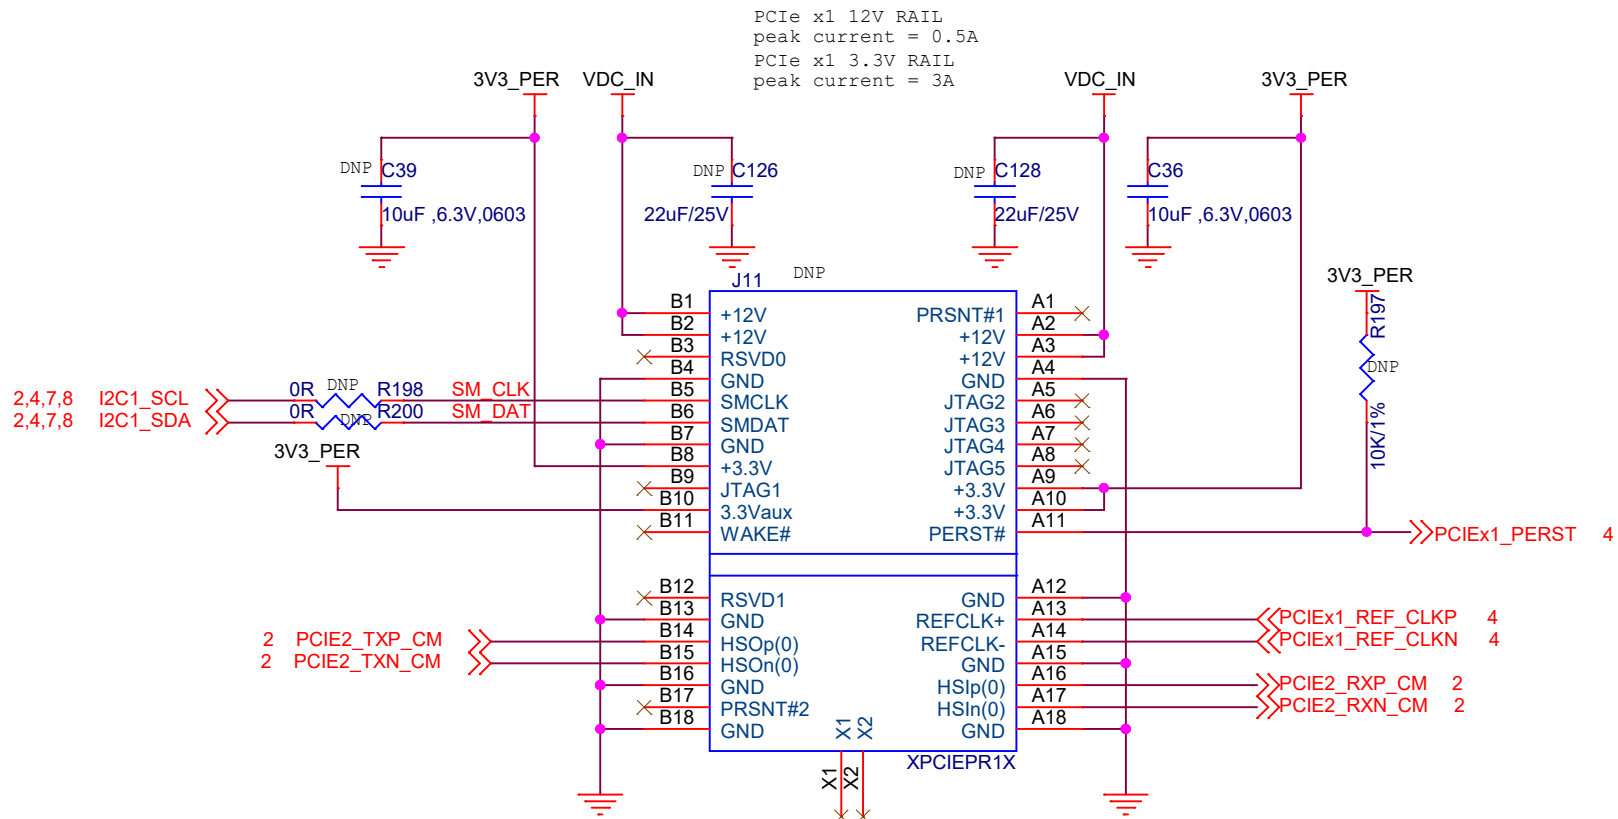 PCIe x1 12V RAIL
peak current = 0.5A
PCIe x1 3.3V RAIL
peak current = 3A
3V3_PER
VDC_IN
VDC_IN
3V3_PER
DNP C39
10uF ,6.3V,0603
DNP C126
22uF/25V
DNP C128
22uF/25V
C36
10uF ,6.3V,0603
J11
DNP
3V3_PER
R197
DNP
10K/1%
B1 +12V
B2 +12V
B3 RSVD0
B4 GND
B5 SMCLK
B6 SMDAT
B7 GND
B8 +3.3V
B9 JTAG1
B10 3.3Vaux
B11 WAKE#
B12 RSVD1
B13 GND
B14 HSOp(0)
B15 HSOn(0)
B16 GND
B17 PRSNT#2
B18 GND
PRSNT#1 A1
+12V A2
+12V A3
GND A4
JTAG2 A5
JTAG3 A6
JTAG4 A7
JTAG5 A8
+3.3V A9
+3.3V A10
PERST# A11
GND A12
REFCLK+ A13
REFCLK- A14
GND A15
HSIp(0) A16
HSIn(0) A17
GND A18
2,4,7,8 I2C1_SCL 0R DNP R198 SM_CLK
2,4,7,8 I2C1_SDA 0R DNP R200 SM_DAT
3V3_PER
PCIEx1_PERST 4
2 PCIE2_TXP_CM
2 PCIE2_TXN_CM
PCIEx1_REF_CLKP 4
PCIEx1_REF_CLKN 4
PCIE2_RXP_CM 2
PCIE2_RXN_CM 2
X1 X2
XPCIEPR1X
X1 X2